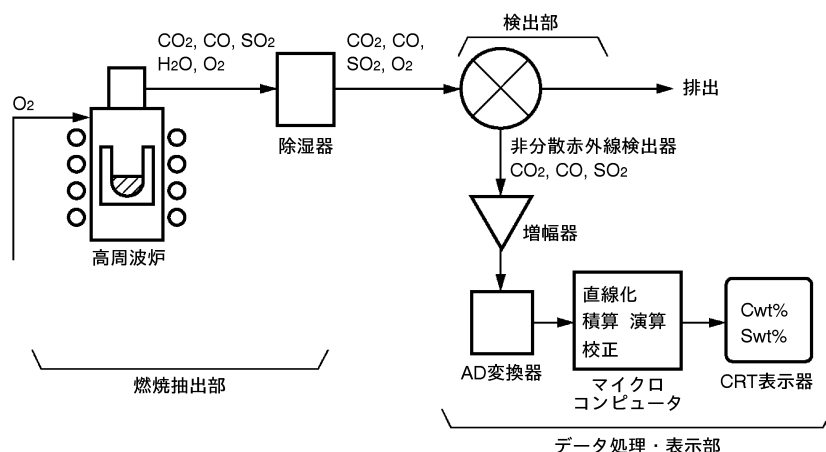 検出部
CO2, CO, SO2
H2O, O2
CO2, CO,
SO2, O2
排出
O2
除湿器
非分散赤外線検出器
CO2, CO, SO2
増幅器
高周波炉
直線化
積算 演算
校正
Cwt%
Swt%
AD変換器
マイクロ
コンピュータ
CRT表示器
燃焼抽出部
データ処理・表示部